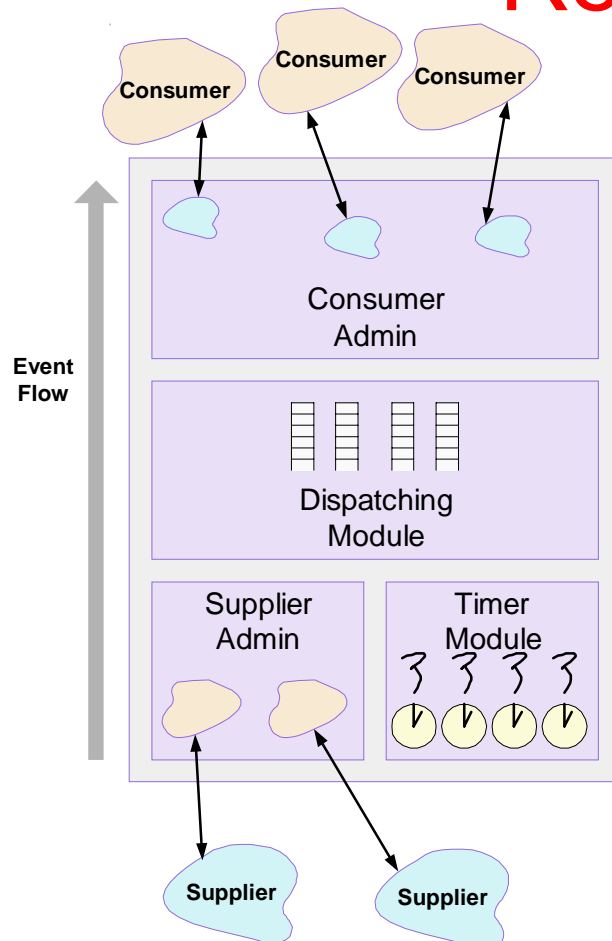 Consumer
Consumer
Consumer
Consumer
Admin
Event
Flow
Dispatching
Module
Supplier
Admin
Timer
Module
Supplier
Supplier